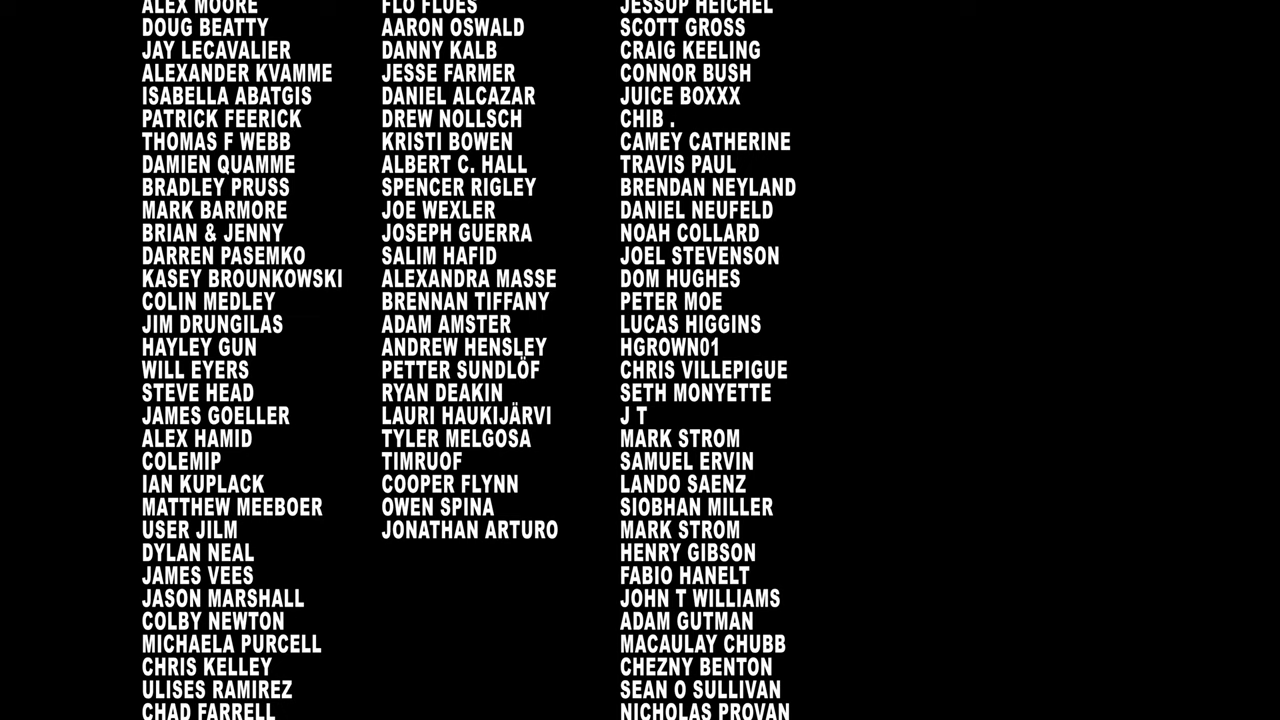 ALEX MOORE
DOUG BEATTY
JAY LECAVALIER
ALEXANDER KVAMME
ISABELLA ABATGIS
PATRICK FEERICK
THOMAS F WEBB
DAMIEN QUAMME
BRADLEY PRUSS
MARK BARMORE
BRIAN & JENNY
DARREN PASEMKO
KASEY BROUNKOWSKI
COLIN MEDLEY
JIM DRUNGILAS
HAYLEY GUN
WILL EYERS
STEVE HEAD
JAMES GOELLER
ALEX HAMID
COLEMIP
IAN KUPLACK
MATTHEW MEEBOER
USER JILM
DYLAN NEAL
JAMES VEES
JASON MARSHALL
COLBY NEWTON
MICHAELA PURCELL
CHRIS KELLEY
ULISES RAMIREZ
CHAD FARRELL
FLO FLUES
AARON OSWALD
DANNY KALB
JESSE FARMER
DANIEL ALCAZAR
DREW NOLLSCH
KRISTI BOWEN
ALBERT C. HALL
SPENCER RIGLEY
JOE WEXLER
JOSEPH GUERRA
SALIM HAFID
ALEXANDRA MASSE
BRENNAN TIFFANY
ADAM AMSTER
ANDREW HENSLEY
PETTER SUNDLÖF
RYAN DEAKIN
LAURI HAUKIJÄRVI
TYLER MELGOSA
TIMRUOF
COOPER FLYNN
OWEN SPINA
JONATHAN ARTURO
JESSUP HEICHEL
SCOTT GROSS
CRAIG KEELING
CONNOR BUSH
JUICE BOXXX
CHIB .
CAMEY CATHERINE
TRAVIS PAUL
BRENDAN NEYLAND
DANIEL NEUFELD
NOAH COLLARD
JOEL STEVENSON
DOM HUGHES
PETER MOE
LUCAS HIGGINS
HGROWN01
CHRIS VILLEPIGUE
SETH MONYETTE
J T
MARK STROM
SAMUEL ERVIN
LANDO SAENZ
SIOBHAN MILLER
MARK STROM
HENRY GIBSON
FABIO HANELT
JOHN T WILLIAMS
ADAM GUTMAN
MACAULAY CHUBB
CHEZNY BENTON
SEAN O SULLIVAN
NICHOLAS PROVAN